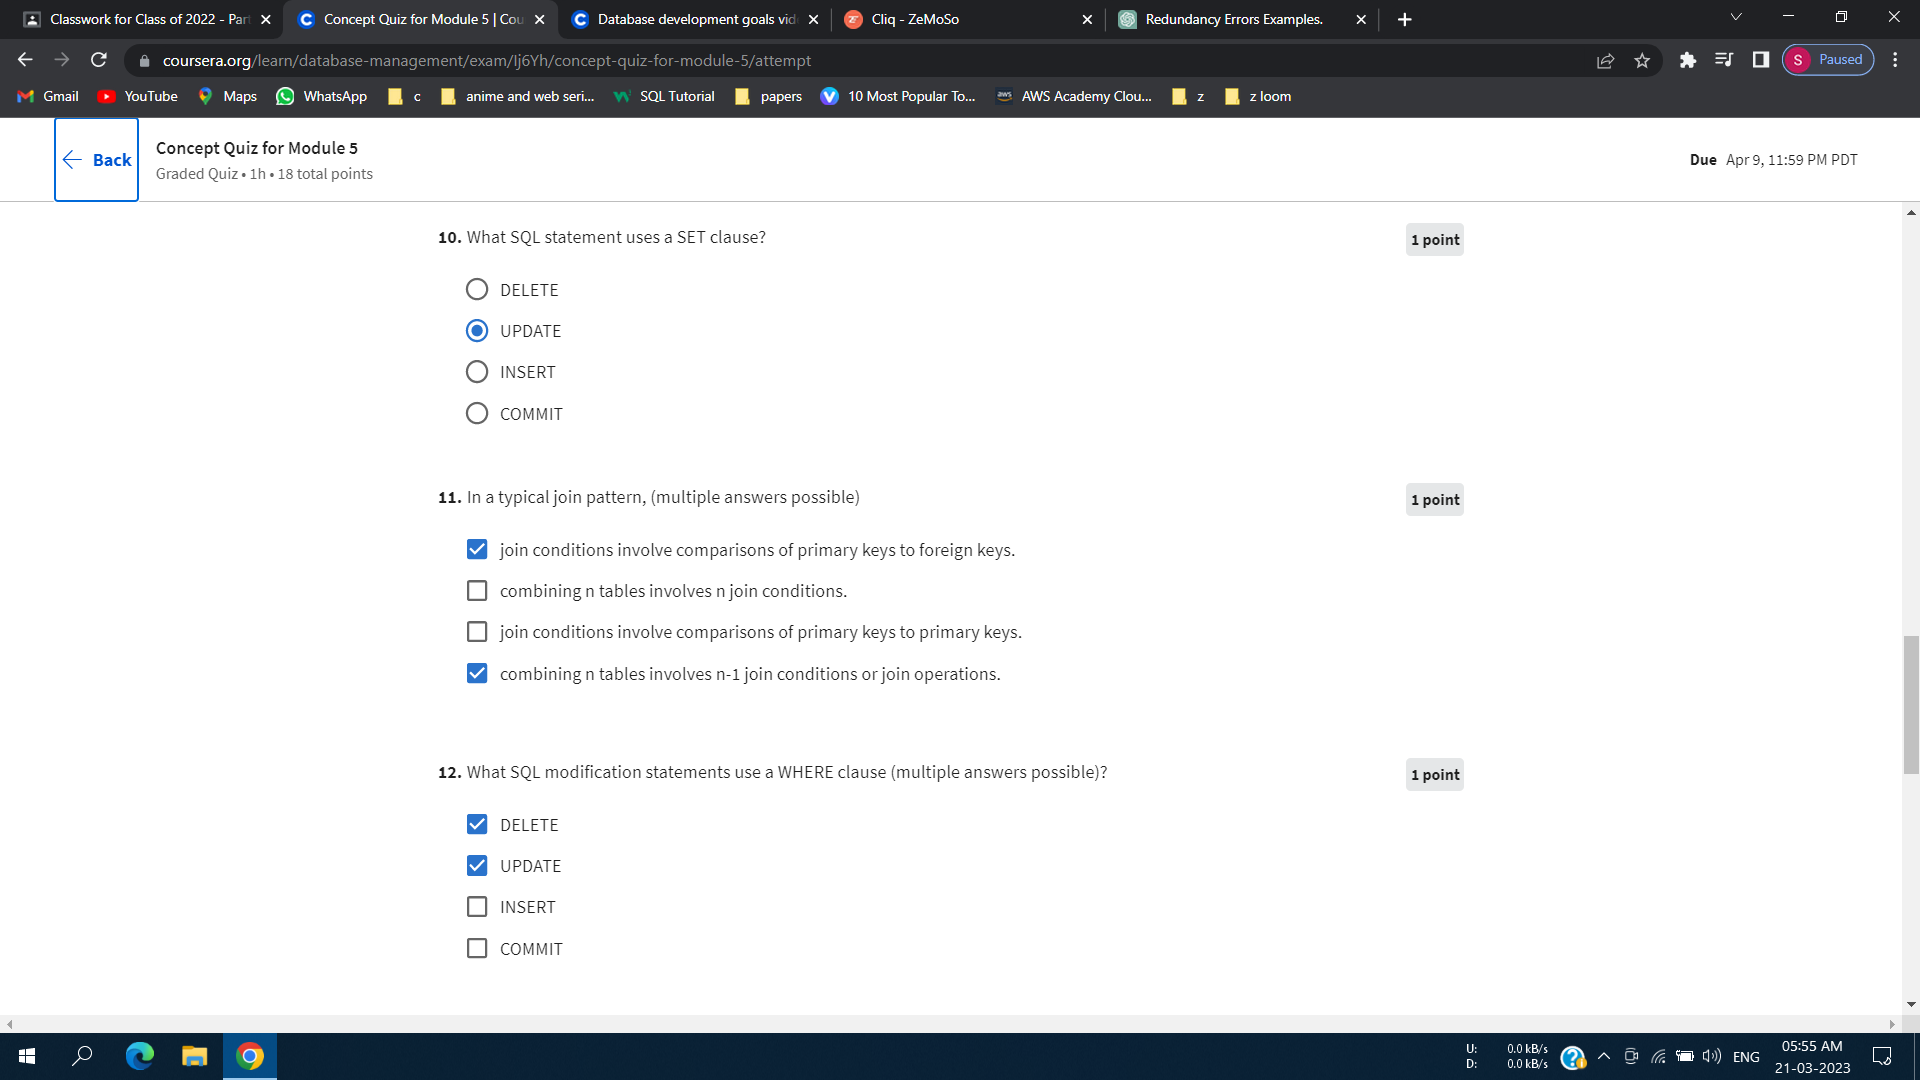 Classwork for Class of 2022 - Part
Concept Quiz for Module 5 | Cou
Database development goals vid
Cliq - ZeMoSo
Redundancy Errors Examples.
coursera.org/learn/database-management/exam/Ij6Yh/concept-quiz-for-module-5/attempt
S Paused
Gmail YouTube Maps WhatsApp c anime and web seri... SQL Tutorial papers 10 Most Popular To... AWS Academy Clou... z z loom
Back
Concept Quiz for Module 5
Graded Quiz • 1h • 18 total points
Due Apr 9, 11:59 PM PDT
10. What SQL statement uses a SET clause?
1 point
DELETE
UPDATE
INSERT
COMMIT
11. In a typical join pattern, (multiple answers possible)
1 point
join conditions involve comparisons of primary keys to foreign keys.
combining n tables involves n join conditions.
join conditions involve comparisons of primary keys to primary keys.
combining n tables involves n-1 join conditions or join operations.
12. What SQL modification statements use a WHERE clause (multiple answers possible)?
1 point
DELETE
UPDATE
INSERT
COMMIT
U: 0.0 kB/s
D: 0.0 kB/s
ENG
05:55 AM
21-03-2023